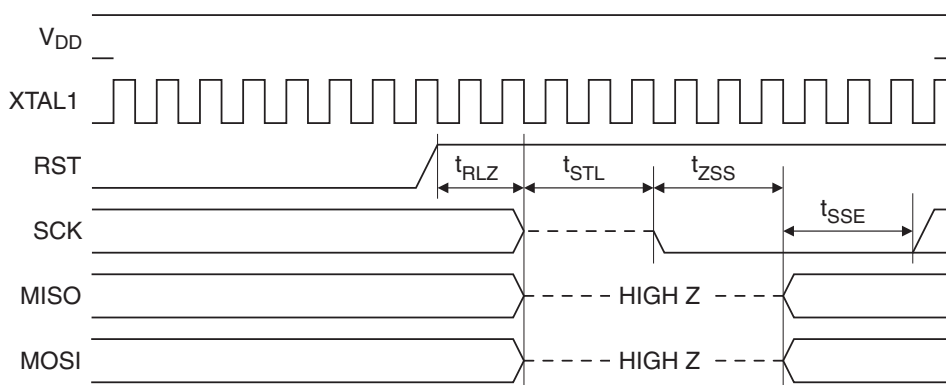 VDD
XTAL1
RST
tRLZ tSTL tZSS
SCK
tSSE
MISO
HIGH Z
MOSI
HIGH Z